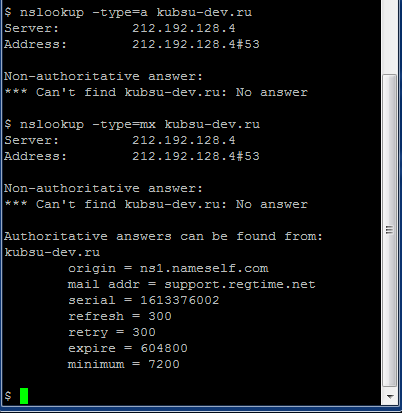 $ nslookup -type=a kubsu-dev.ru
Server:         212.192.128.4
Address:        212.192.128.4#53

Non-authoritative answer:
*** Can't find kubsu-dev.ru: No answer

$ nslookup -type=mx kubsu-dev.ru
Server:         212.192.128.4
Address:        212.192.128.4#53

Non-authoritative answer:
*** Can't find kubsu-dev.ru: No answer

Authoritative answers can be found from:
kubsu-dev.ru
        origin = ns1.nameself.com
        mail addr = support.regtime.net
        serial = 1613376002
        refresh = 300
        retry = 300
        expire = 604800
        minimum = 7200

$